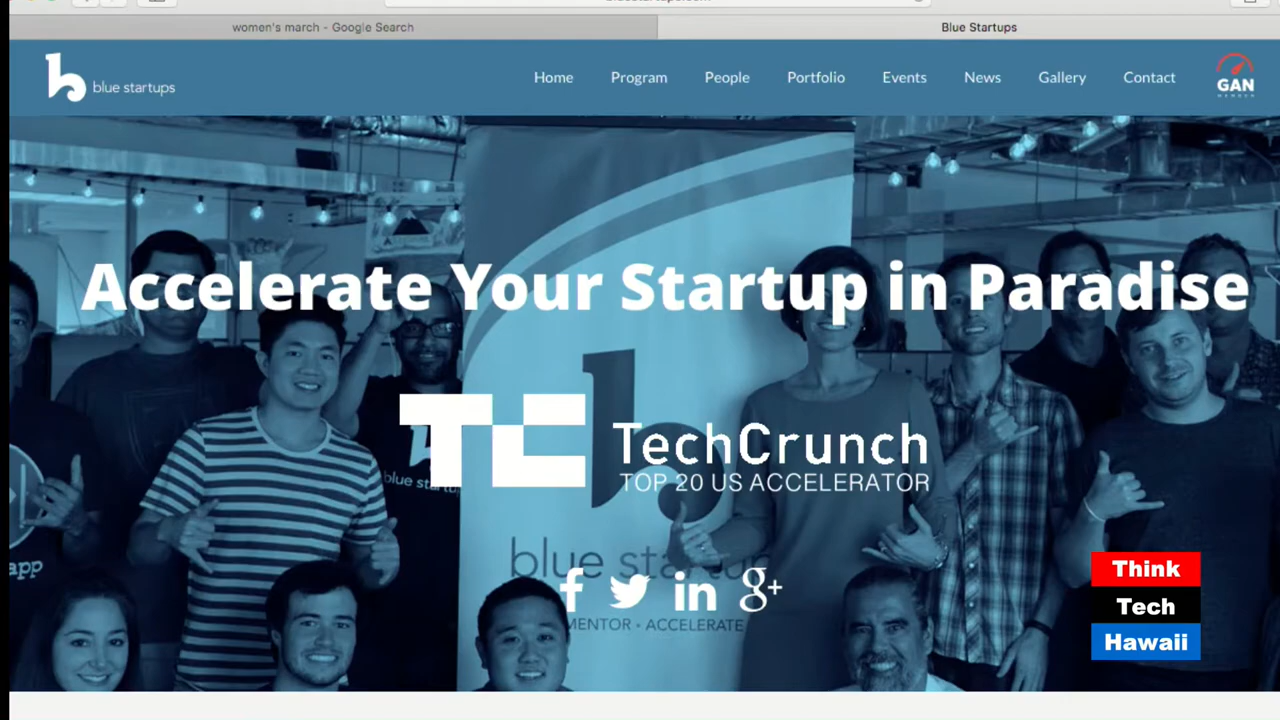 women's march - Google Search
Blue Startups
blue startups
Home
Program
People
Portfolio
Events
News
Gallery
Contact
GAN
Accelerate Your Startup in Paradise
TC
TechCrunch
TOP 20 US ACCELERATOR
blue
MENTOR • ACCELERATE
app
Think
Tech
Hawaii